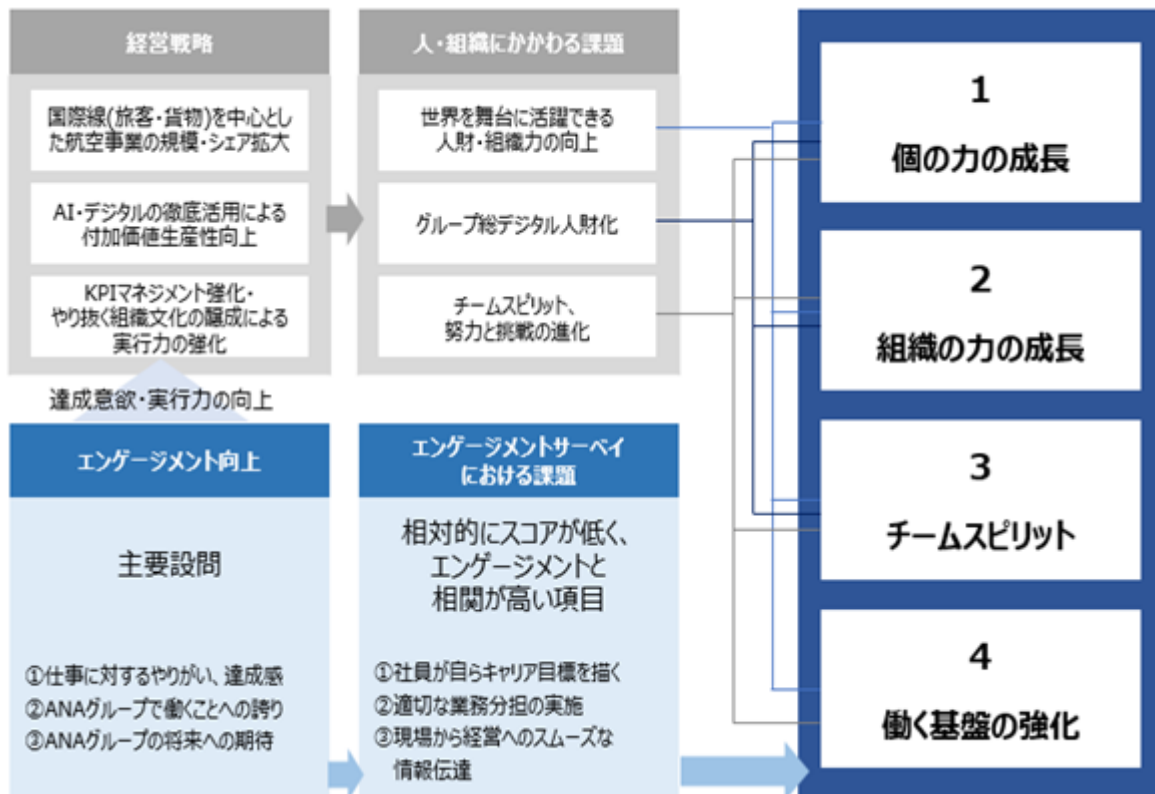 経営戦略
国際線(旅客・貨物)を中心とし
た航空事業の規模・シェア拡大
AI・デジタルの徹底活用による
付加価値生産性向上
KPIマネジメント強化・
やり抜く組織文化の醸成による
実行力の強化
人・組織にかかわる課題
世界を舞台に活躍できる
人財・組織力の向上
グループ総デジタル人財化
チームスピリット、
努力と挑戦の進化
達成意欲・実行力の向上
エンゲージメント向上
主要設問
①仕事に対するやりがい、達成感
②ANAグループで働くことへの誇り
③ANAグループの将来への期待
エンゲージメントサーベイ
における課題
相対的にスコアが低く、
エンゲージメントと
相関が高い項目
①社員が自らキャリア目標を描く
②適切な業務分担の実施
③現場から経営へのスムーズな
情報伝達
1
個の力の成長
2
組織の力の成長
3
チームスピリット
4
働く基盤の強化